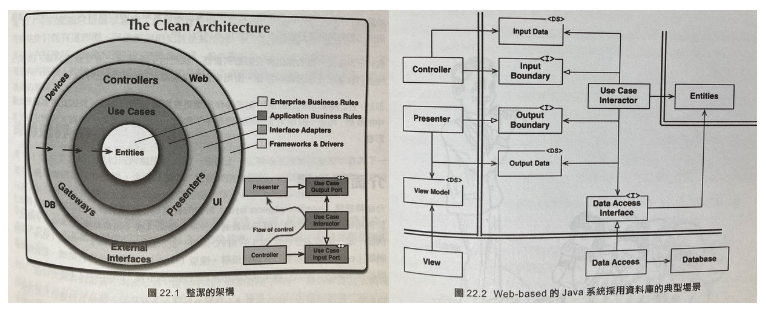 The Clean Architecture
Devices
Controllers
Web
Use Cases
Entities
DB
Gateways
Presenters
UI
External
Interfaces
Enterprise Business Rules
Application Business Rules
Interface Adapters
Frameworks & Drivers
Presenter
<I>
Use Case
Output Port
Use Case
Interactor
Flow of control
Controller
<I>
Use Case
Input Port
圖 22.1 整潔的架構
<DS>
Input Data
Controller
<I>
Input
Boundary
Use Case
Interactor
Entities
Presenter
<I>
Output
Boundary
<DS>
Output Data
<DS>
View Model
<I>
Data Access
Interface
View
Data Access
Database
圖 22.2 Web-based 的 Java 系統採用資料庫的典型場景